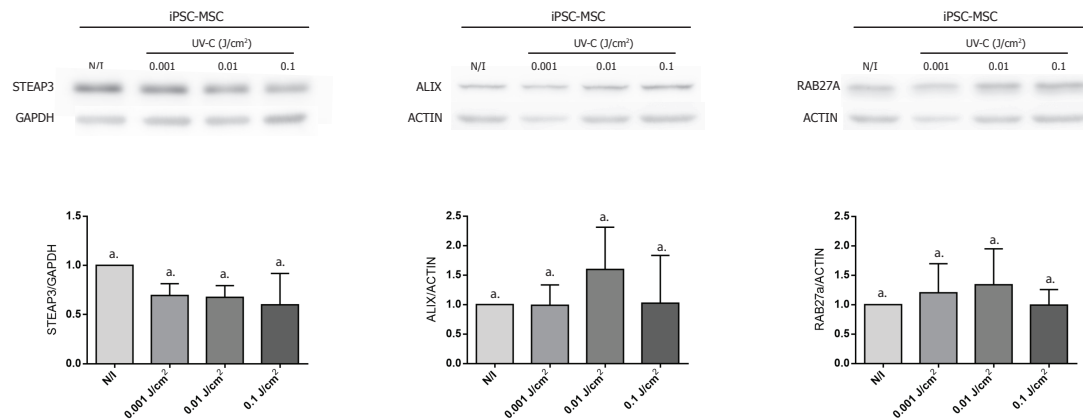 iPSC-MSC
UV-C (J/cm²)
N/I 0.001 0.01 0.1
STEAP3
GAPDH
iPSC-MSC
UV-C (J/cm²)
N/I 0.001 0.01 0.1
ALIX
ACTIN
iPSC-MSC
UV-C (J/cm²)
N/I 0.001 0.01 0.1
RAB27A
ACTIN
STEAP3/GAPDH
1.5
1.0
0.5
0.0
a. a. a. a.
N/I 0.001 J/cm² 0.01 J/cm² 0.1 J/cm²
ALIX/ACTIN
2.5
2.0
1.5
1.0
0.5
0.0
a. a. a. a.
N/I 0.001 J/cm² 0.01 J/cm² 0.1 J/cm²
RAB27a/ACTIN
2.5
2.0
1.5
1.0
0.5
0.0
a. a. a. a.
N/I 0.001 J/cm² 0.01 J/cm² 0.1 J/cm²